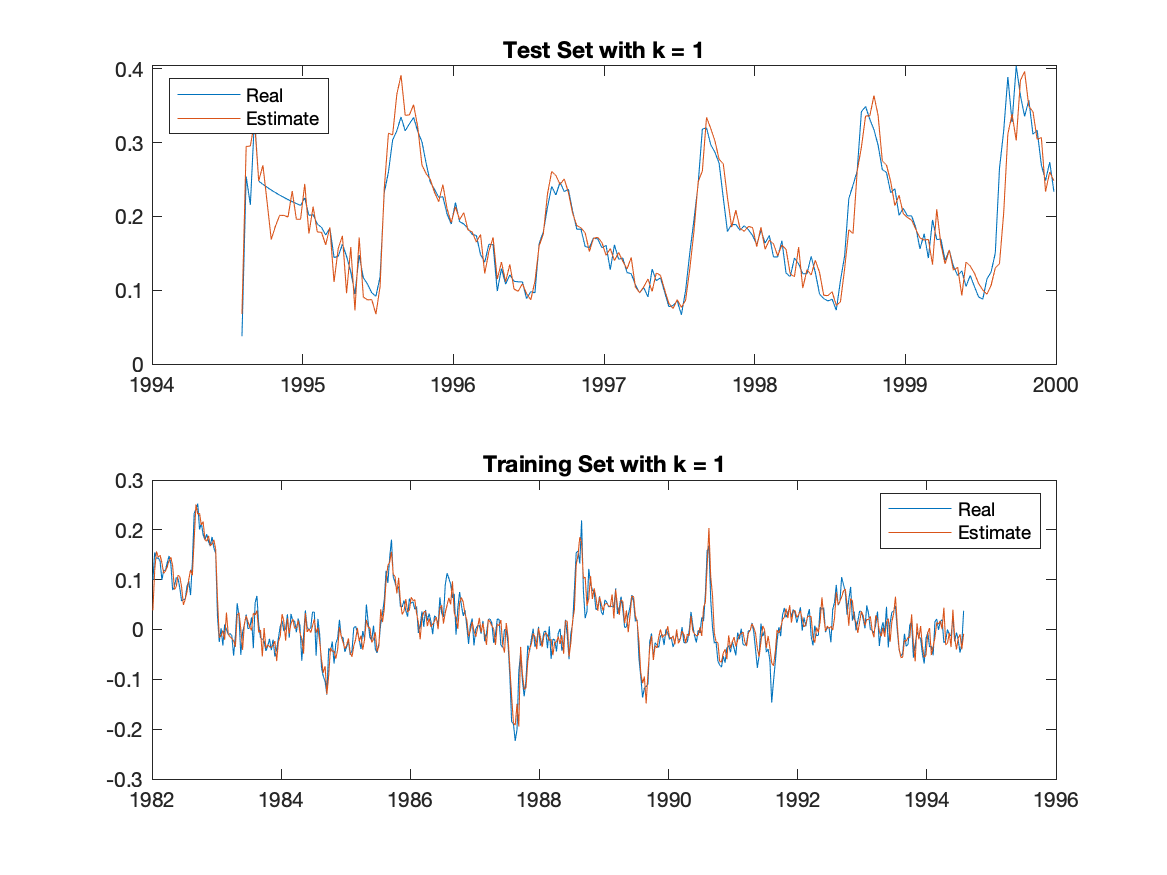 Test Set with k = 1
0.4
0.3
0.2
0.1
0
Real
Estimate
1994 1995 1996 1997 1998 1999 2000
Training Set with k = 1
0.3
0.2
0.1
0
-0.1
-0.2
-0.3
Real
Estimate
1982 1984 1986 1988 1990 1992 1994 1996